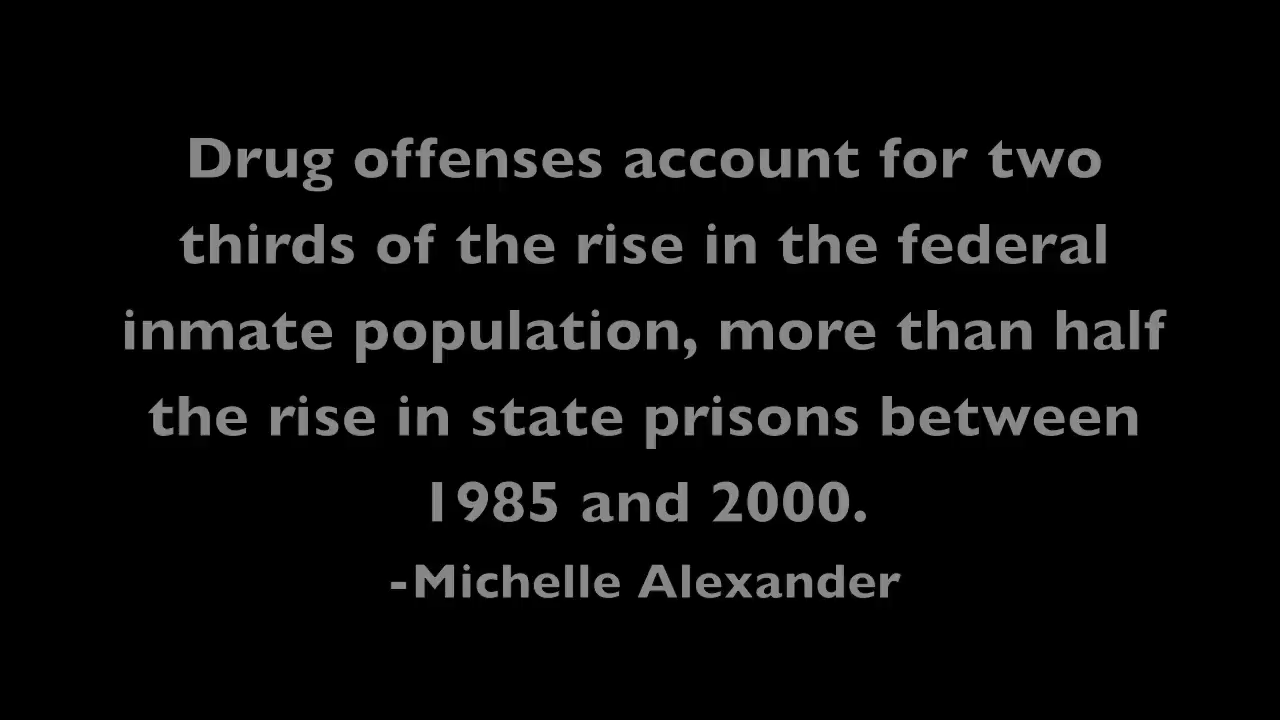 Drug offenses account for two
thirds of the rise in the federal
inmate population, more than half
the rise in state prisons between
1985 and 2000.
-Michelle Alexander